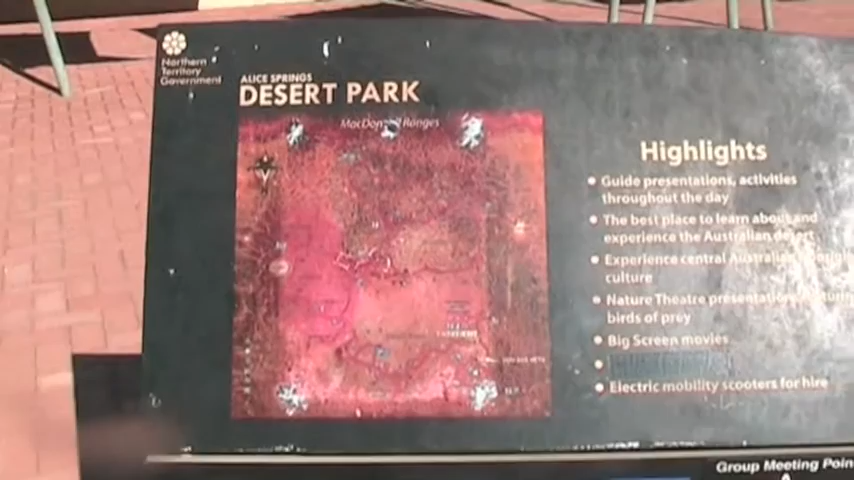 Northern
Territory
Government
ALICE SPRINGS
DESERT PARK
MacDonnell Ranges
Highlights
• Guide presentations, activities
throughout the day
• The best place to learn about and
experience the Australian desert
• Experience central Australian
culture
• Nature Theatre presentations
birds of prey
• Big Screen movies
• Electric mobility scooters for hire
Group Meeting Poin